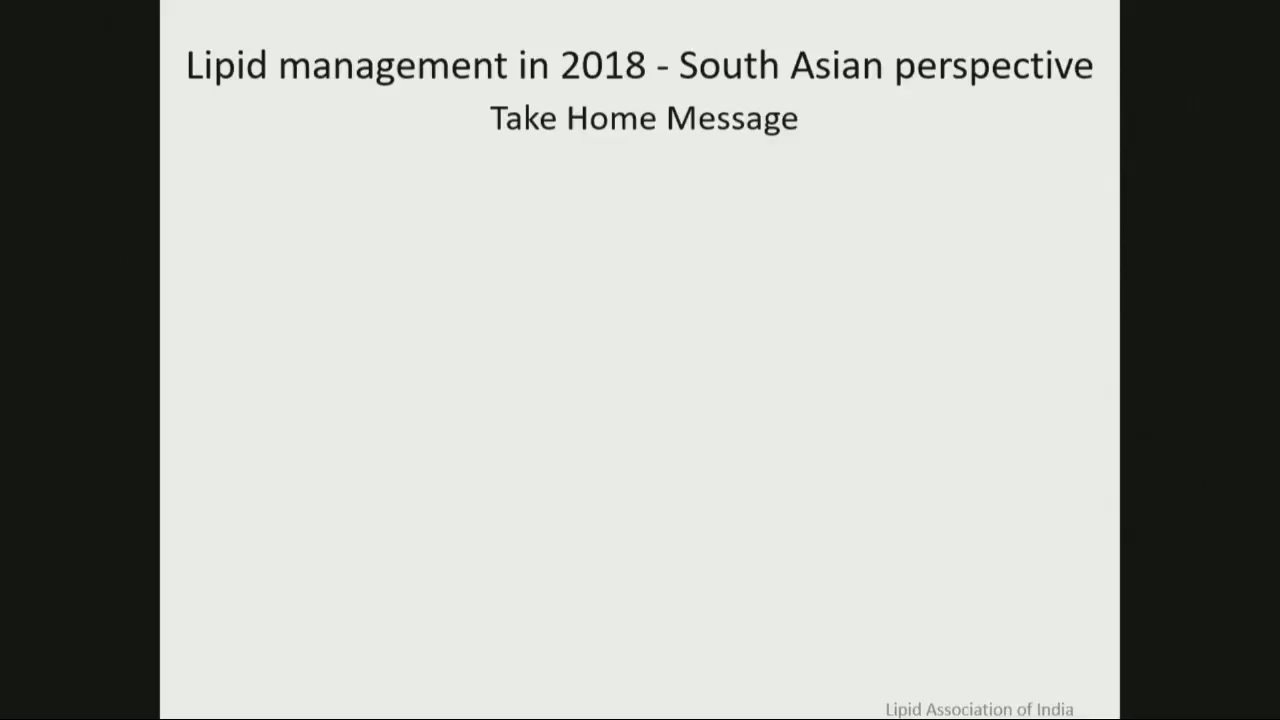 Lipid management in 2018 - South Asian perspective
Take Home Message
Lipid Association of India